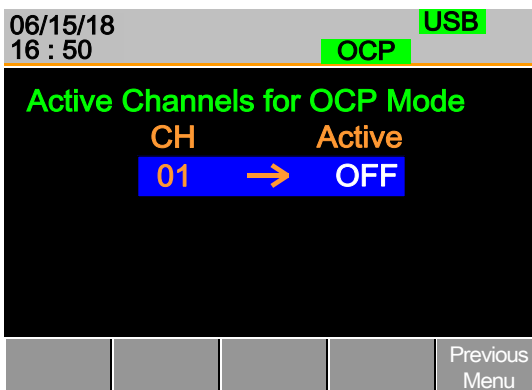 06/15/18 USB
16 : 50 OCP
Active Channels for OCP Mode
CH Active
01 → OFF
Previous
Menu